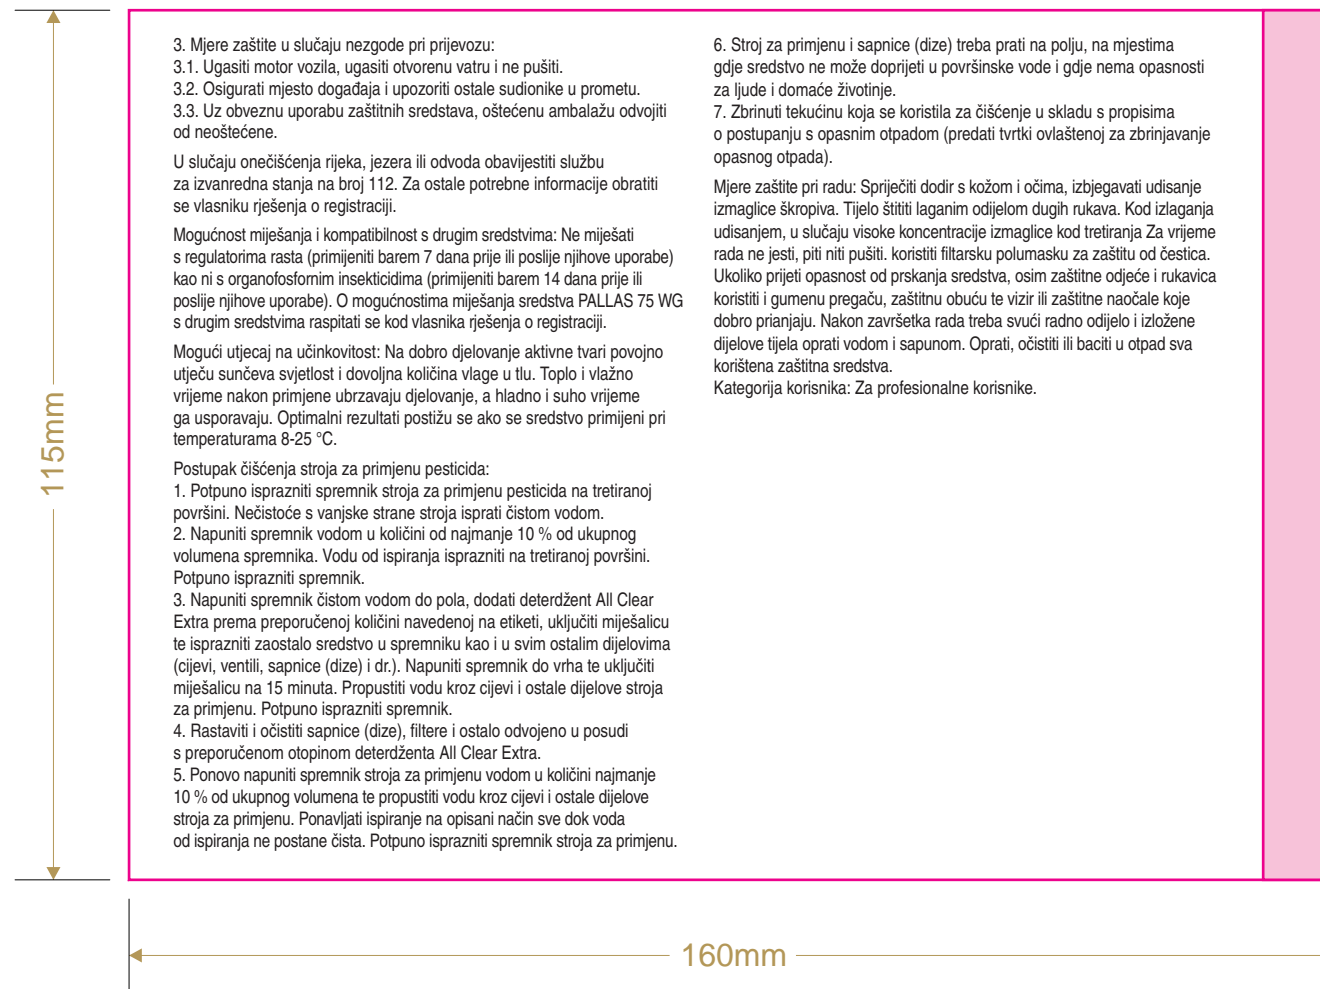 3. Mjere zaštite u slučaju nezgode pri prijevozu:
3.1. Ugasiti motor vozila, ugasiti otvorenu vatru i ne pušiti.
3.2. Osigurati mjesto događaja i upozoriti ostale sudionike u prometu.
3.3. Uz obveznu uporabu zaštitnih sredstava, oštećenu ambalažu odvojiti
od neoštećene.
U slučaju onečišćenja rijeka, jezera ili odvoda obavijestiti službu
za izvanredna stanja na broj 112. Za ostale potrebne informacije obratiti
se vlasniku rješenja o registraciji.
Mogućnost miješanja i kompatibilnost s drugim sredstvima: Ne miješati
s regulatorima rasta (primijeniti barem 7 dana prije ili poslije njihove uporabe)
kao ni s organofosfornim insekticidima (primijeniti barem 14 dana prije ili
poslije njihove uporabe). O mogućnostima miješanja sredstva PALLAS 75 WG
s drugim sredstvima raspitati se kod vlasnika rješenja o registraciji.
Mogući utjecaj na učinkovitost: Na dobro djelovanje aktivne tvari povojno
utječu sunčeva svjetlost i dovoljna količina vlage u tlu. Toplo i vlažno
vrijeme nakon primjene ubrzavaju djelovanje, a hladno i suho vrijeme
ga usporavaju. Optimalni rezultati postižu se ako se sredstvo primijeni pri
temperaturama 8-25 °C.
Postupak čišćenja stroja za primjenu pesticida:
1. Potpuno isprazniti spremnik stroja za primjenu pesticida na tretiranoj
površini. Nečistoće s vanjske strane stroja isprati čistom vodom.
2. Napuniti spremnik vodom u količini od najmanje 10 % od ukupnog
volumena spremnika. Vodu od ispiranja isprazniti na tretiranoj površini.
Potpuno isprazniti spremnik.
3. Napuniti spremnik čistom vodom do pola, dodati deterdžent All Clear
Extra prema preporučenoj količini navedenoj na etiketi, uključiti miješalicu
te isprazniti zaostalo sredstvo u spremniku kao i u svim ostalim dijelovima
(cijevi, ventili, sapnice (dize) i dr.). Napuniti spremnik do vrha te uključiti
miješalicu na 15 minuta. Propustiti vodu kroz cijevi i ostale dijelove stroja
za primjenu. Potpuno isprazniti spremnik.
4. Rastaviti i očistiti sapnice (dize), filtere i ostalo odvojeno u posudi
s preporučenom otopinom deterdženta All Clear Extra.
5. Ponovo napuniti spremnik stroja za primjenu vodom u količini najmanje
10 % od ukupnog volumena te propustiti vodu kroz cijevi i ostale dijelove
stroja za primjenu. Ponavljati ispiranje na opisani način sve dok voda
od ispiranja ne postane čista. Potpuno isprazniti spremnik stroja za primjenu.
6. Stroj za primjenu i sapnice (dize) treba prati na polju, na mjestima
gdje sredstvo ne može doprijeti u površinske vode i gdje nema opasnosti
za ljude i domaće životinje.
7. Zbrinuti tekućinu koja se koristila za čišćenje u skladu s propisima
o postupanju s opasnim otpadom (predati tvrtki ovlaštenoj za zbrinjavanje
opasnog otpada).
Mjere zaštite pri radu: Spriječiti dodir s kožom i očima, izbjegavati udisanje
izmaglice škropiva. Tijelo štititi laganim odijelom dugih rukava. Kod izlaganja
udisanjem, u slučaju visoke koncentracije izmaglice kod tretiranja Za vrijeme
rada ne jesti, piti niti pušiti. koristiti filtarsku polumasku za zaštitu od čestica.
Ukoliko prijeti opasnost od prskanja sredstva, osim zaštitne odjeće i rukavica
koristiti i gumenu pregaču, zaštitnu obuću te vizir ili zaštitne naočale koje
dobro prianjaju. Nakon završetka rada treba svući radno odijelo i izložene
dijelove tijela oprati vodom i sapunom. Oprati, očistiti ili baciti u otpad sva
korištena zaštitna sredstva.
Kategorija korisnika: Za profesionalne korisnike.
115mm
160mm